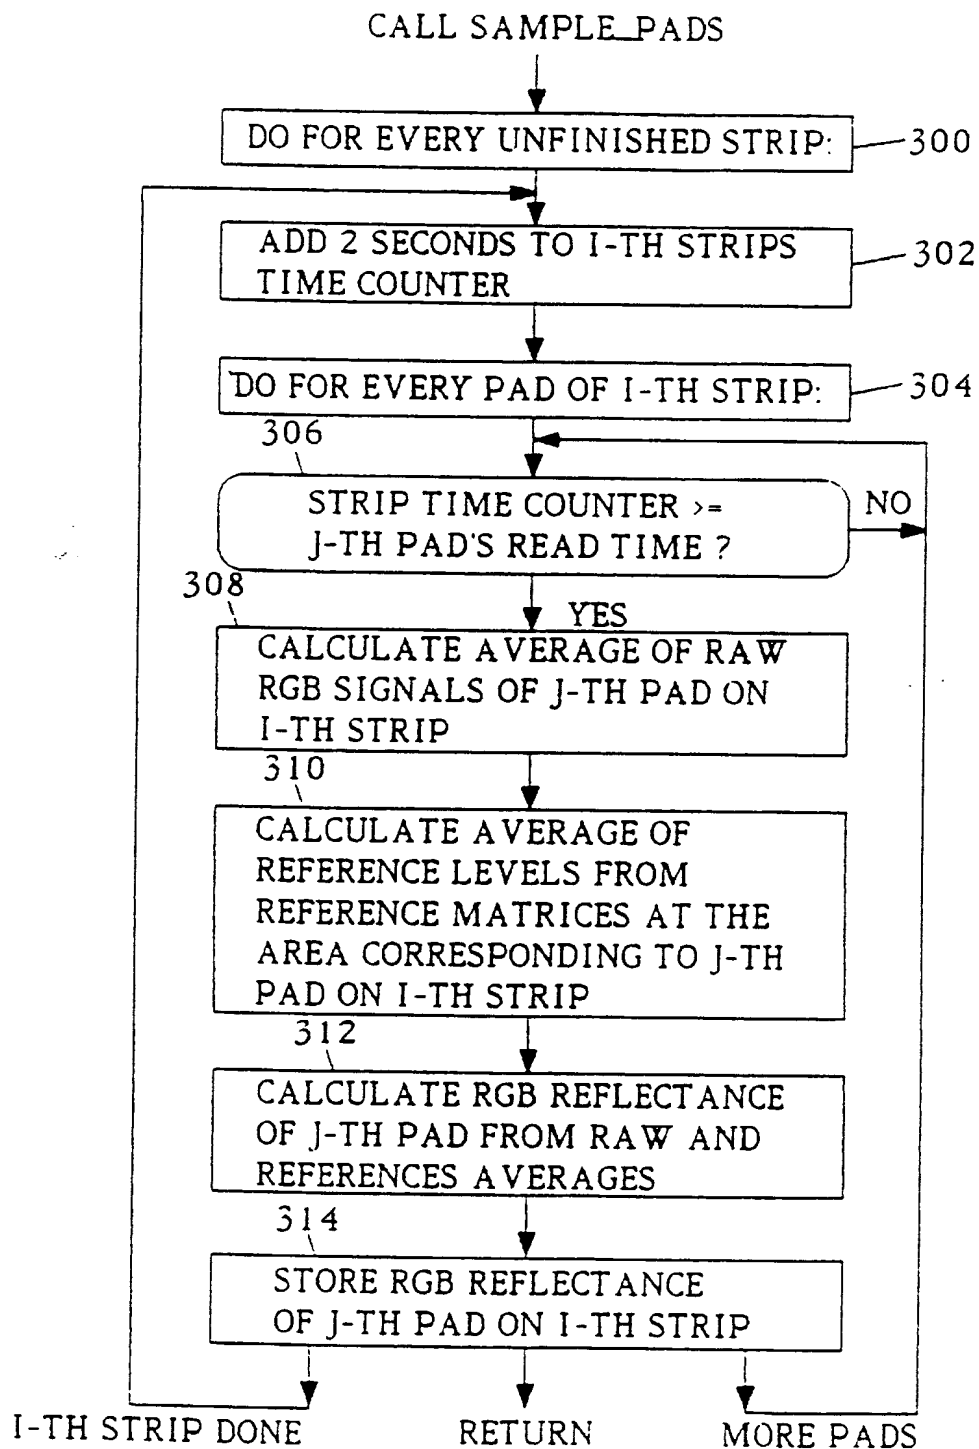 CALL SAMPLE_PADS
DO FOR EVERY UNFINISHED STRIP:
300
ADD 2 SECONDS TO I-TH STRIPS
TIME COUNTER
302
DO FOR EVERY PAD OF I-TH STRIP:
304
306
STRIP TIME COUNTER >=
J-TH PAD'S READ TIME ?
NO
308
YES
CALCULATE AVERAGE OF RAW
RGB SIGNALS OF J-TH PAD ON
I-TH STRIP
310
CALCULATE AVERAGE OF
REFERENCE LEVELS FROM
REFERENCE MATRICES AT THE
AREA CORRESPONDING TO J-TH
PAD ON I-TH STRIP
312
CALCULATE RGB REFLECTANCE
OF J-TH PAD FROM RAW AND
REFERENCES AVERAGES
314
STORE RGB REFLECTANCE
OF J-TH PAD ON I-TH STRIP
I-TH STRIP DONE
RETURN
MORE PADS